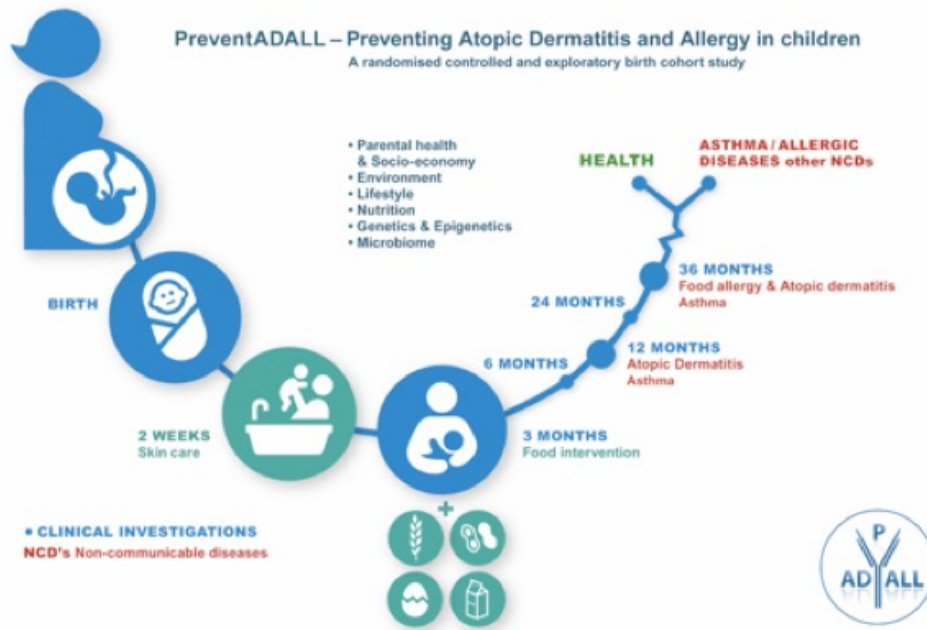 PreventADALL – Preventing Atopic Dermatitis and Allergy in children
A randomised controlled and exploratory birth cohort study
• Parental health
& Socio-economy
• Environment
• Lifestyle
• Nutrition
• Genetics & Epigenetics
• Microbiome
HEALTH
ASTHMA / ALLERGIC
DISEASES other NCDs
36 MONTHS
Food allergy & Atopic dermatitis
Asthma
24 MONTHS
12 MONTHS
Atopic Dermatitis
Asthma
6 MONTHS
BIRTH
2 WEEKS
Skin care
3 MONTHS
Food intervention
+
• CLINICAL INVESTIGATIONS
NCD's Non-communicable diseases
P
AD ALL